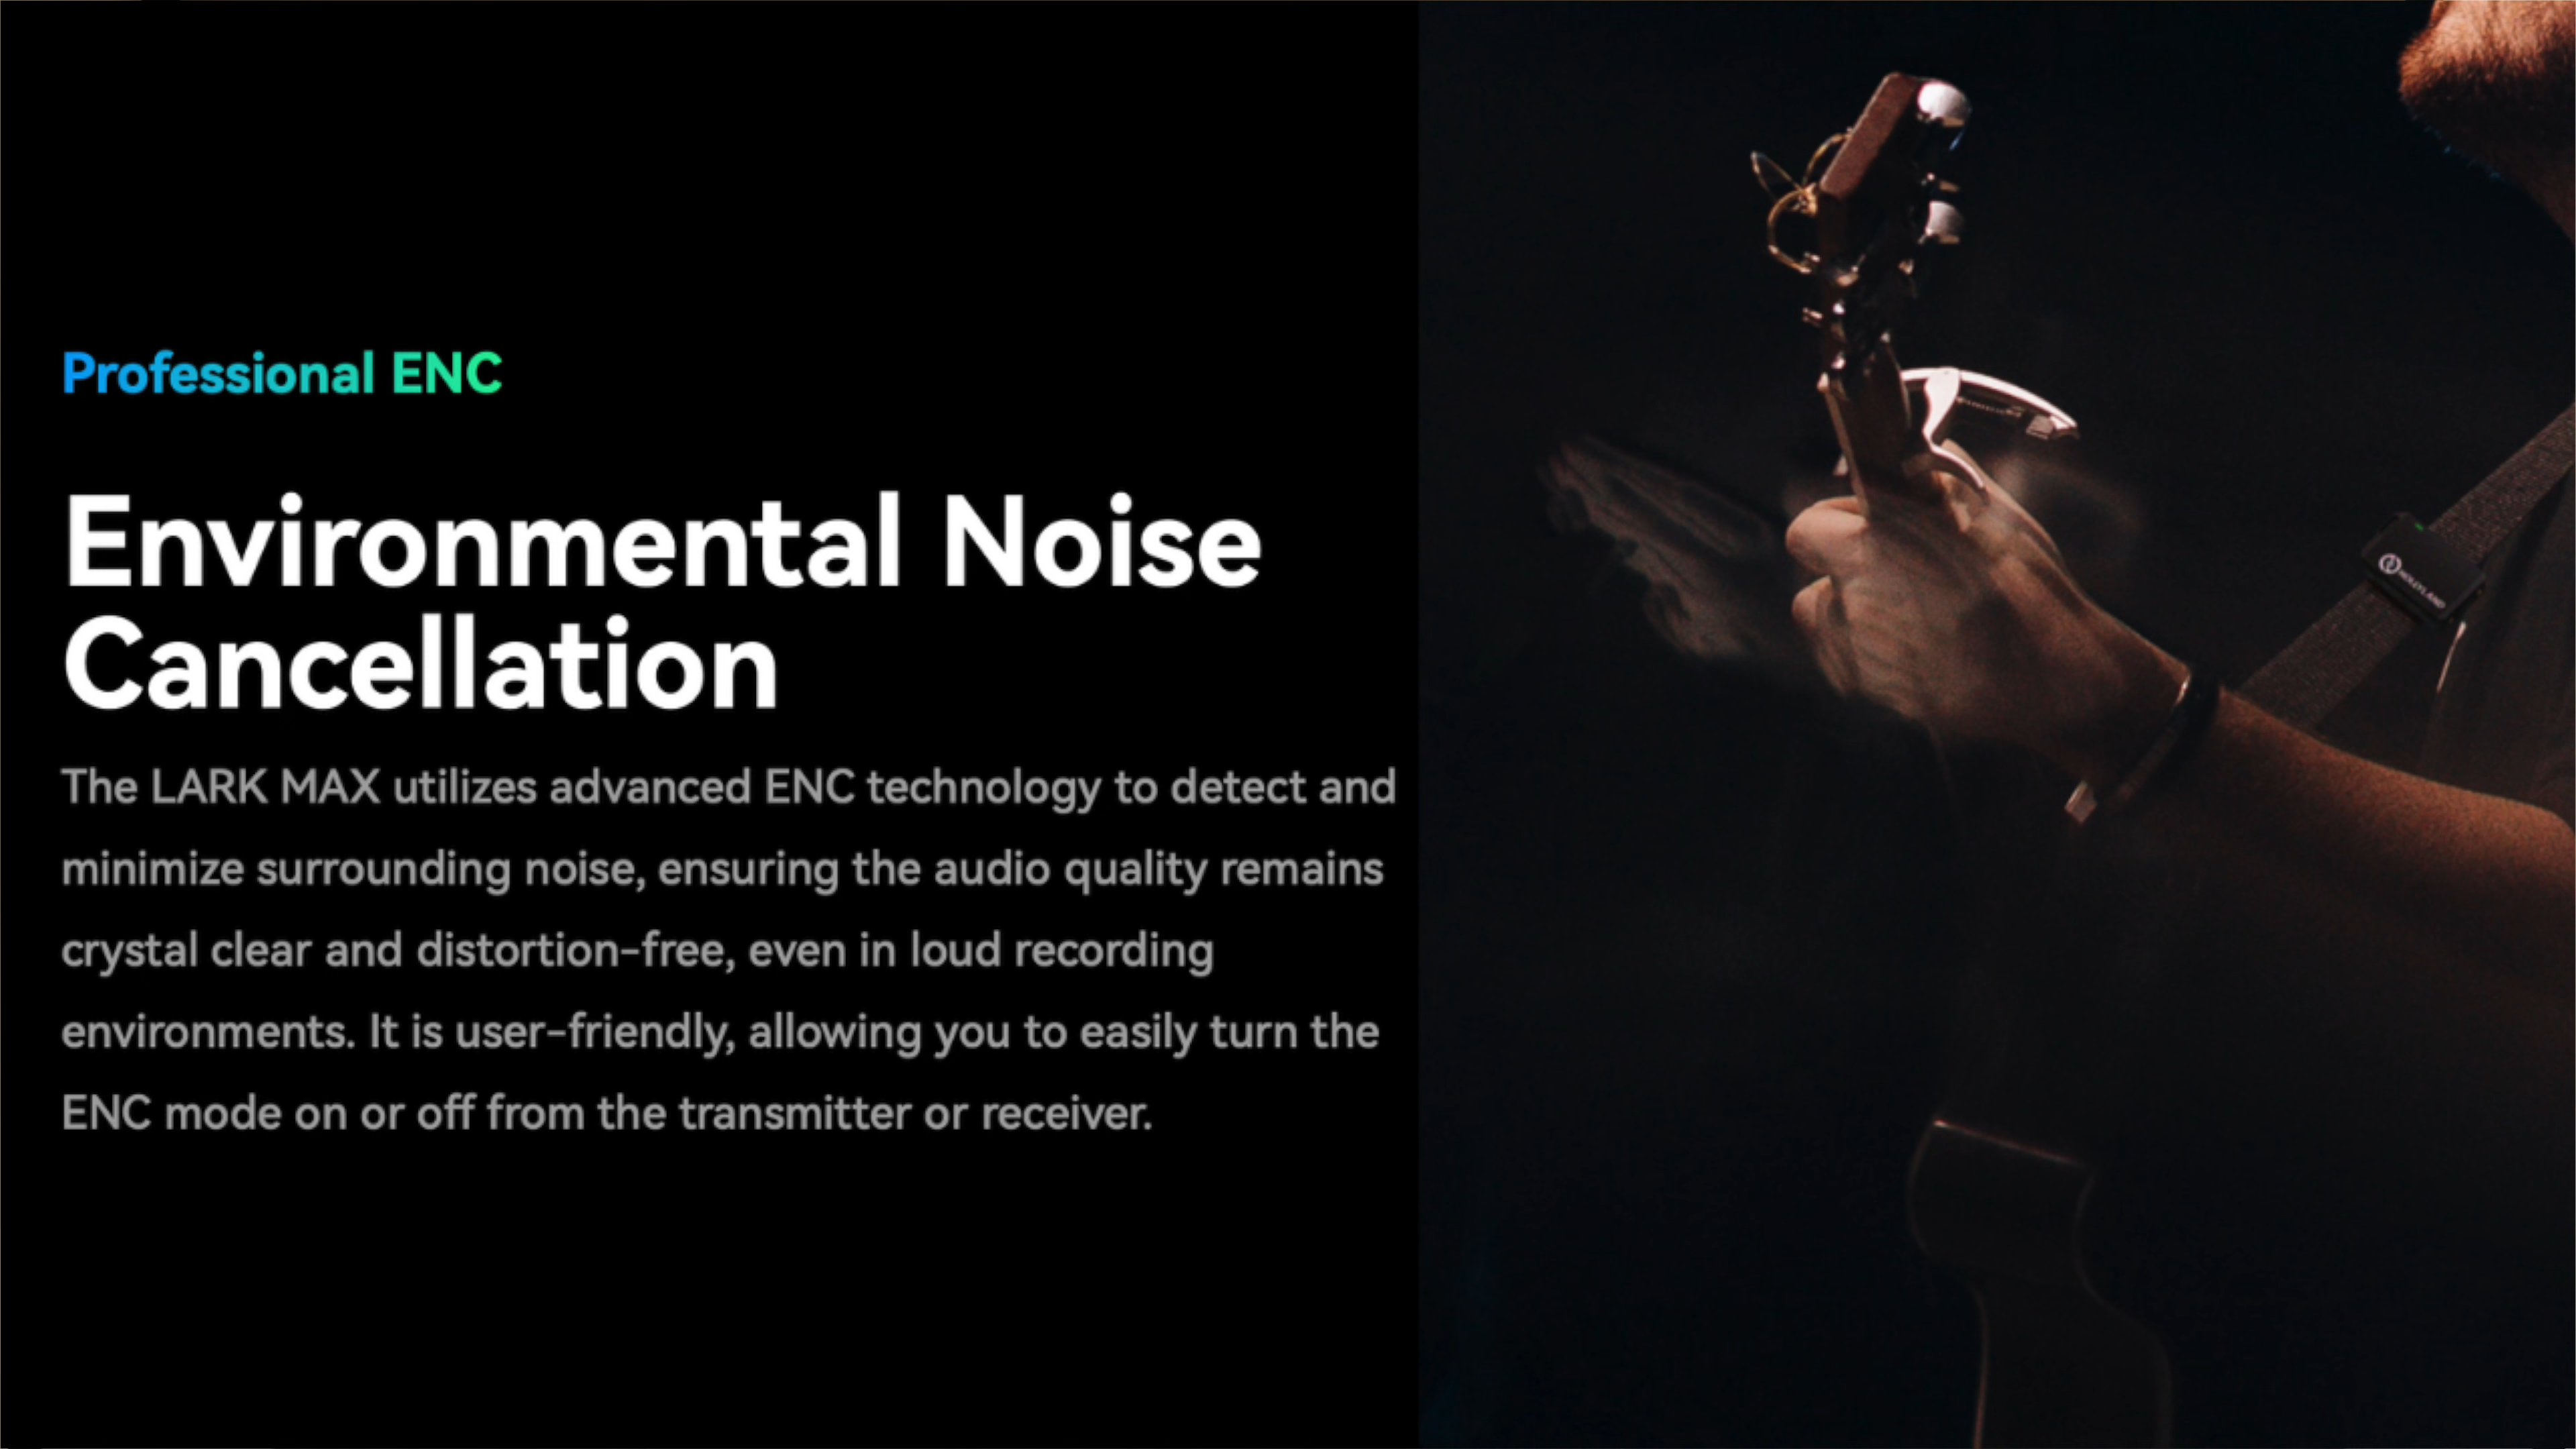 Professional ENC
Environmental Noise
Cancellation
The LARK MAX utilizes advanced ENC technology to detect and
minimize surrounding noise, ensuring the audio quality remains
crystal clear and distortion-free, even in loud recording
environments. It is user-friendly, allowing you to easily turn the
ENC mode on or off from the transmitter or receiver.
HOLLYLAND